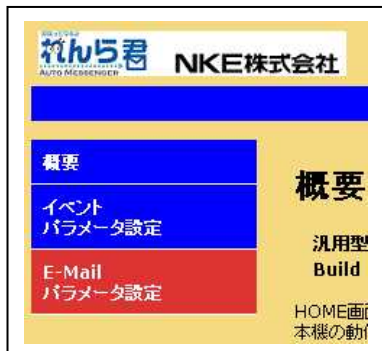 れんら君
AUTO MESSENGER
NKE株式会社
概要
イベント
パラメータ設定
E-Mail
パラメータ設定
概要
汎用型
Build
HOME画
本機の動